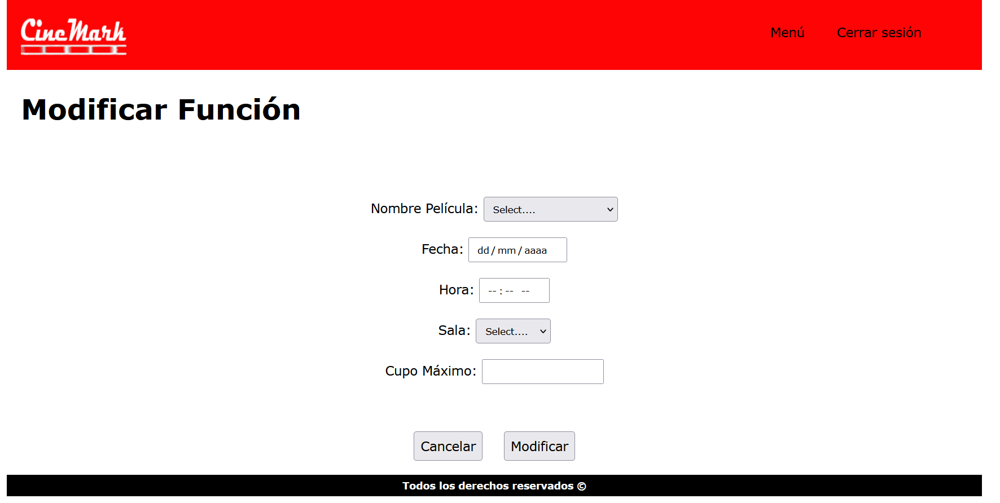 CineMark
Menú Cerrar sesión
Modificar Función
Nombre Película: Select....
Fecha: dd / mm / aaaa
Hora: -- : -- --
Sala: Select....
Cupo Máximo:
Cancelar Modificar
Todos los derechos reservados ©